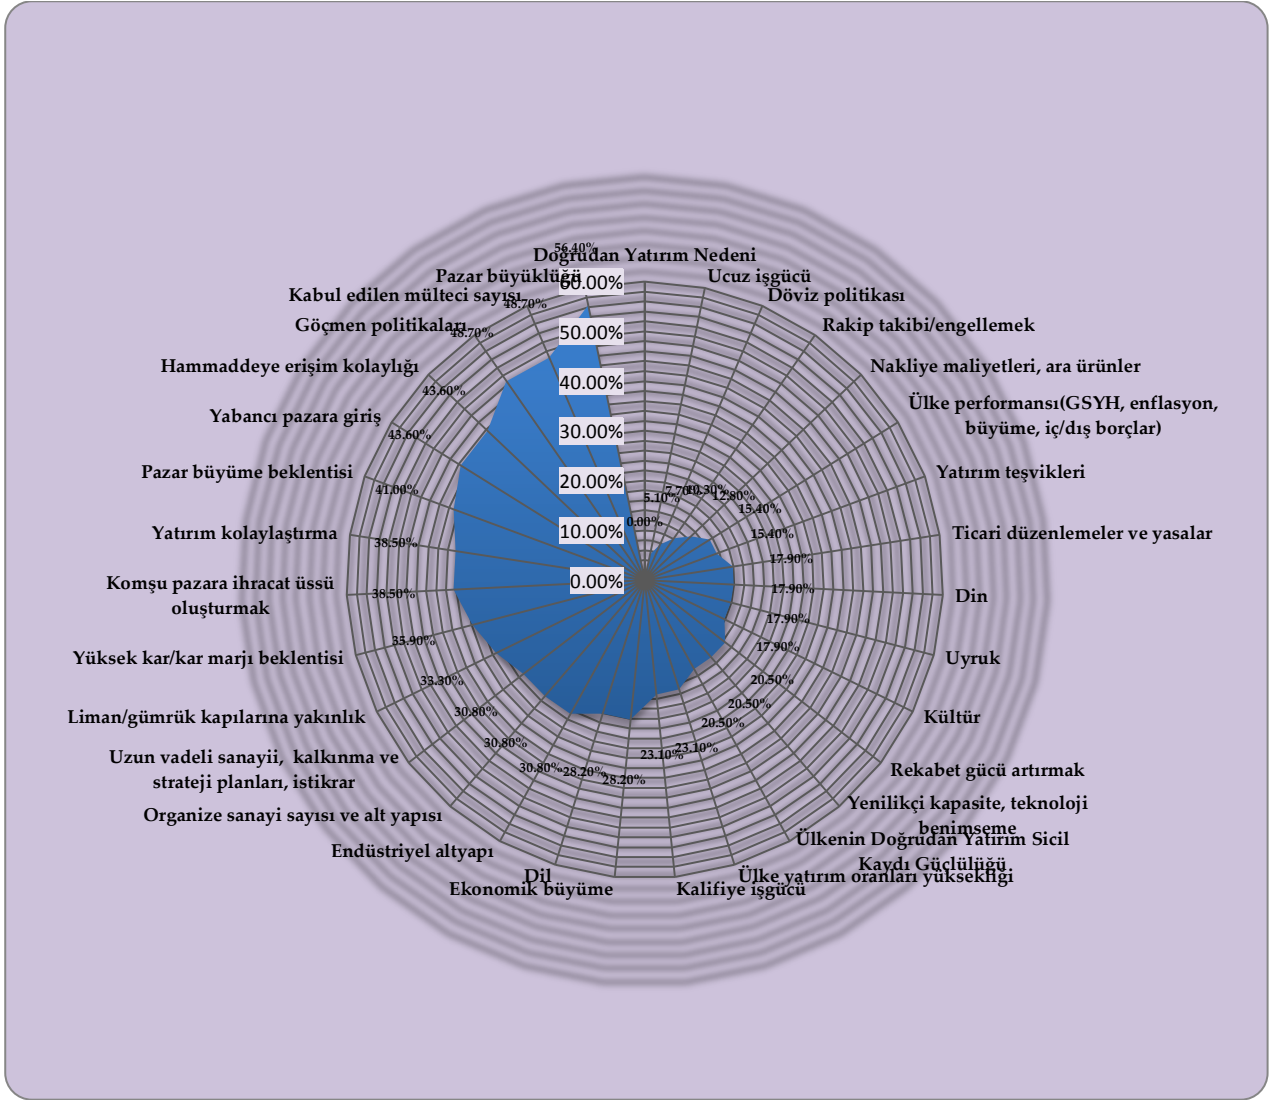 Doğrudan Yatırım Nedeni
Ucuz işgücü
Döviz politikası
Rakip takibi/engellemek
Nakliye maliyetleri, ara ürünler
Ülke performansı(GSYH, enflasyon,
büyüme, iç/dış borçlar)
Yatırım teşvikleri
Ticari düzenlemeler ve yasalar
Din
Uyruk
Kültür
Rekabet gücü artırmak
Yenilikçi kapasite, teknoloji
benimseme
Ülkenin Doğrudan Yatırım Sicil
Kaydı Güçlülüğü
Ülke yatırım oranları yüksekliği
Kalifiye işgücü
Ekonomik büyüme
Dil
Endüstriyel altyapı
Organize sanayi sayısı ve alt yapısı
Uzun vadeli sanayii, kalkınma ve
strateji planları, istikrar
Liman/gümrük kapılarına yakınlık
Yüksek kar/kar marjı beklentisi
Komşu pazara ihracat üssü
oluşturmak
Yatırım kolaylaştırma
Pazar büyüme beklentisi
Yabancı pazara giriş
Hammaddeye erişim kolaylığı
Göçmen politikaları
Kabul edilen mülteci sayısı
Pazar büyüklüğü
60.00%
50.00%
40.00%
30.00%
20.00%
10.00%
0.00%
0.00%
5.10%
7.70%
10.30%
12.80%
15.40%
15.40%
17.90%
17.90%
17.90%
17.90%
20.50%
20.50%
20.50%
23.10%
23.10%
28.20%
28.20%
30.80%
30.80%
30.80%
33.30%
35.90%
38.50%
38.50%
41.00%
43.60%
43.60%
48.70%
48.70%
56.40%